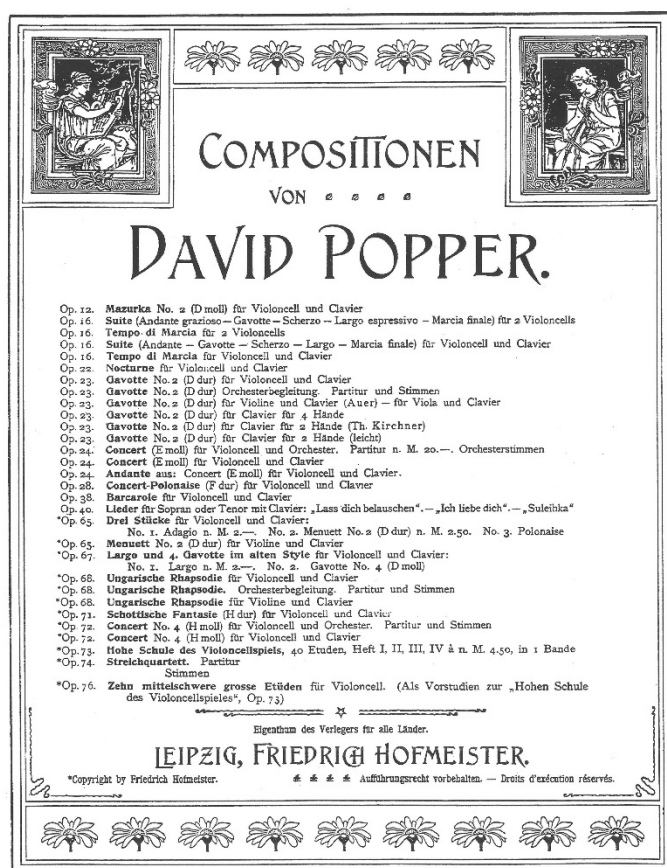 COMPOSITIONEN
VON
DAVID POPPER.
Op. 12. Mazurka No. 2 (D moll) für Violoncell und Clavier
Op. 16. Suite (Andante grazioso — Gavotte — Scherzo — Largo espressivo — Marcia finale) für 2 Violoncells
Op. 16. Tempo di Marcia für 2 Violoncells
Op. 16. Suite (Andante — Gavotte — Scherzo — Largo — Marcia finale) für Violoncell und Clavier
Op. 16. Tempo di Marcia für Violoncell und Clavier
Op. 22. Nocturne für Violoncell und Clavier
Op. 23. Gavotte No. 2 (D dur) für Violoncell und Clavier
Op. 23. Gavotte No. 2 (D dur) Orchesterbegleitung. Partitur und Stimmen
Op. 23. Gavotte No. 2 (D dur) für Violine und Clavier (Auer) — für Viola und Clavier
Op. 23. Gavotte No. 2 (D dur) für Clavier für 4 Hände
Op. 23. Gavotte No. 2 (D dur) für Clavier für 2 Hände (Th. Kirchner)
Op. 23. Gavotte No. 2 (D dur) für Clavier für 2 Hände (leicht)
Op. 24. Concert (E moll) für Violoncell und Orchester. Partitur n. M. 20.—. Orchesterstimmen
Op. 24. Concert (E moll) für Violoncell und Clavier
Op. 24. Andante aus: Concert (E moll) für Violoncell und Clavier.
Op. 28. Concert-Polonaise (F dur) für Violoncell und Clavier
Op. 38. Barcarole für Violoncell und Clavier
Op. 40. Lieder für Sopran oder Tenor mit Clavier: „Lass dich belauschen". — „Ich liebe dich". — „Suleihka"
*Op. 65. Drei Stücke für Violoncell und Clavier:
No. 1. Adagio n. M. 2.—. No. 2. Menuett No. 2 (D dur) n. M. 2.50. No. 3. Polonaise
*Op. 65. Menuett No. 2 (D dur) für Violine und Clavier
*Op. 67. Largo und 4. Gavotte im alten Style für Violoncell und Clavier:
No. 1. Largo n. M. 2.—. No. 2. Gavotte No. 4 (D moll)
*Op. 68. Ungarische Rhapsodie für Violoncell und Clavier
*Op. 68. Ungarische Rhapsodie. Orchesterbegleitung. Partitur und Stimmen
*Op. 68. Ungarische Rhapsodie für Violine und Clavier
*Op. 71. Schottische Fantasie (H dur) für Violoncell und Clavier
*Op. 72. Concert No. 4 (H moll) für Violoncell und Orchester. Partitur und Stimmen
*Op. 72. Concert No. 4 (H moll) für Violoncell und Clavier
*Op. 73. Hohe Schule des Violoncellspiels, 40 Etuden, Heft I, II, III, IV à n. M. 4.50, in 1 Bande
*Op. 74. Streichquartett. Partitur
Stimmen
*Op. 76. Zehn mittelschwere grosse Etüden für Violoncell. (Als Vorstudien zur „Hohen Schule
des Violoncellspieles", Op. 73)
Eigenthum des Verlegers für alle Länder.
LEIPZIG, FRIEDRICH HOFMEISTER.
*Copyright by Friedrich Hofmeister. Aufführungsrecht vorbehalten. — Droits d'exécution réservés.